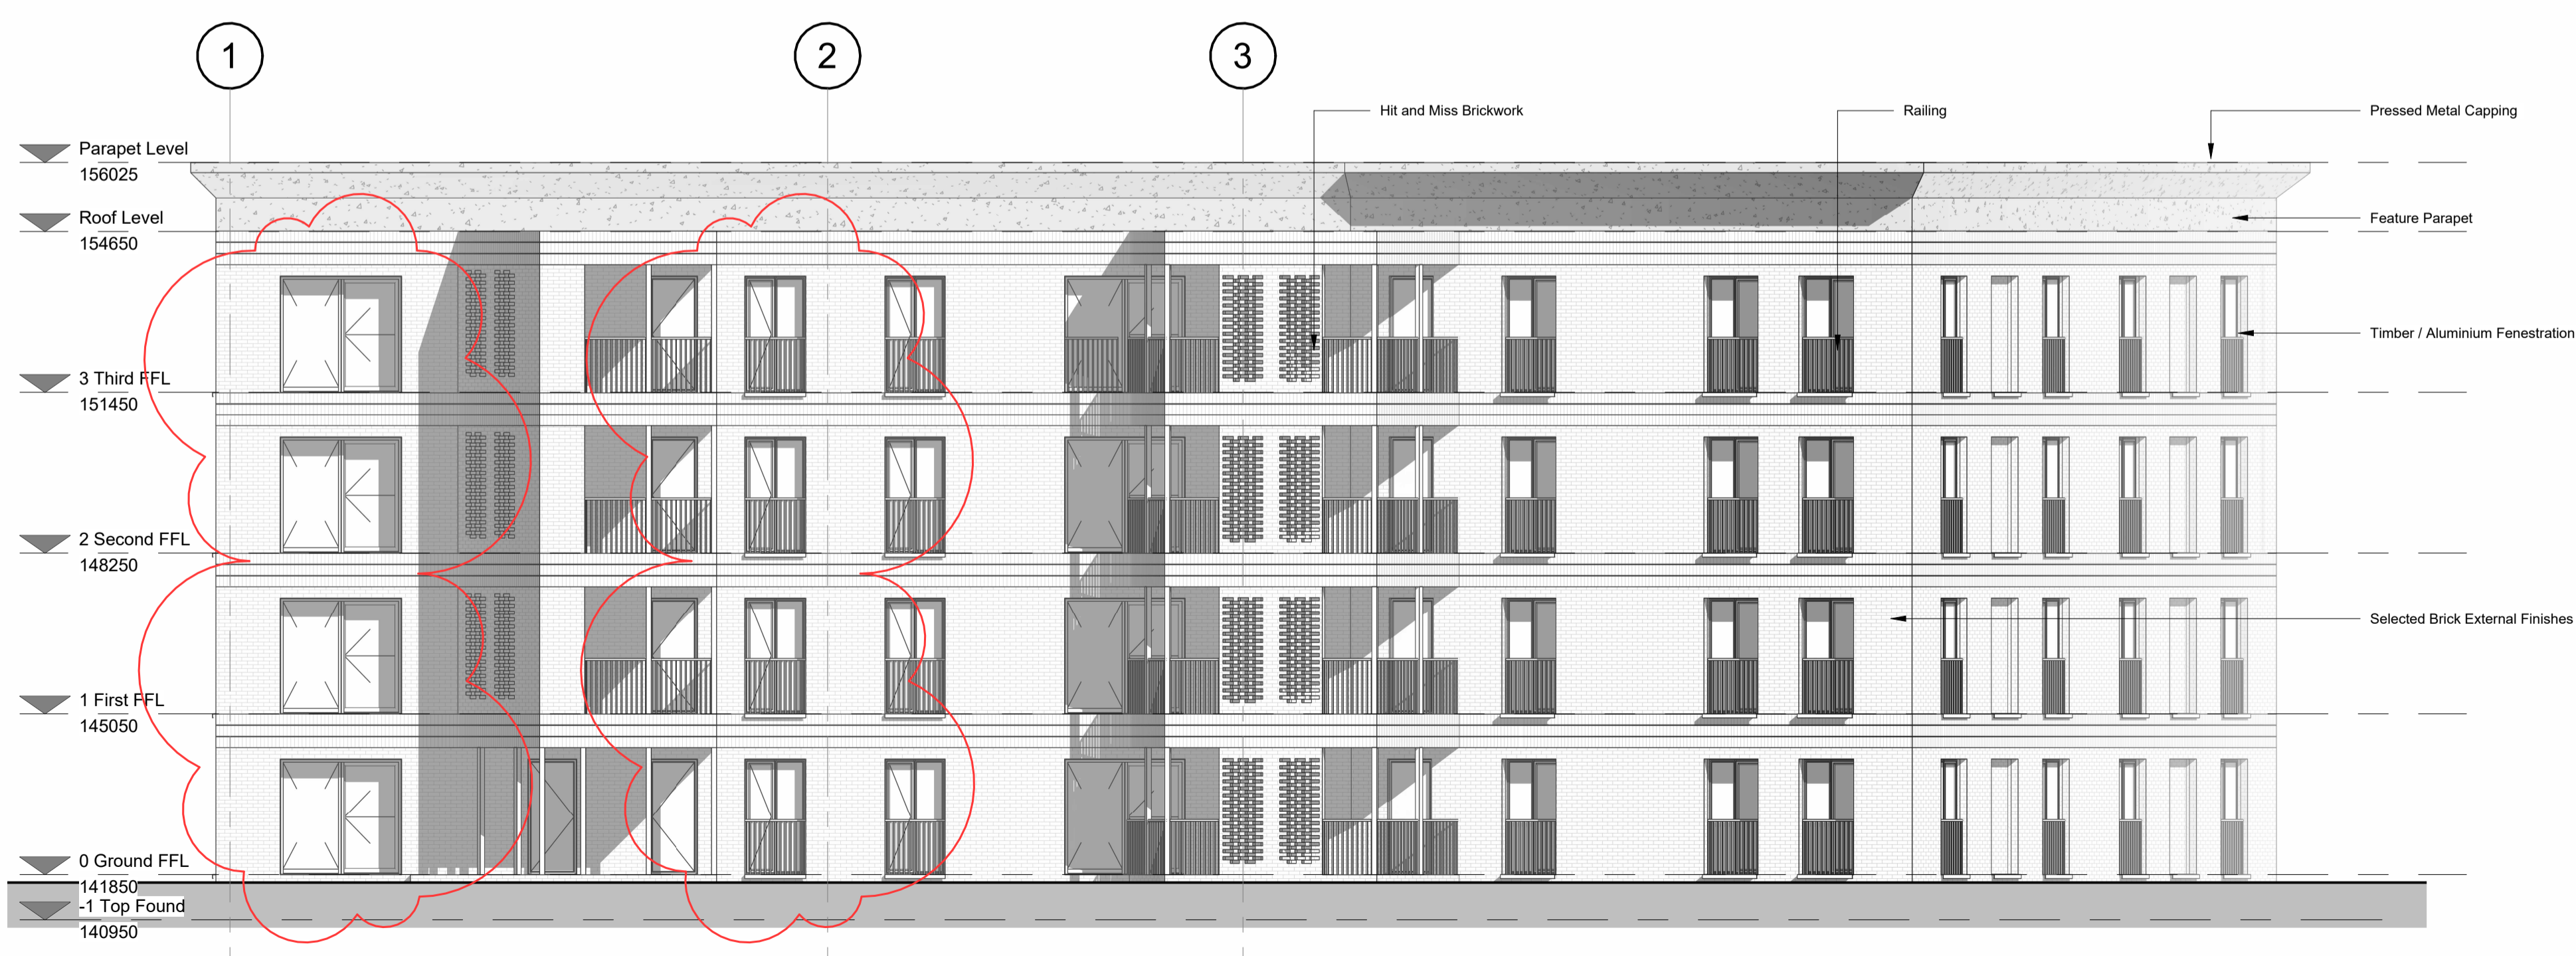 1
2
3
Hit and Miss Brickwork
Railing
Pressed Metal Capping
Parapet Level
156025
Roof Level
154650
Feature Parapet
Timber / Aluminium Fenestration
3 Third FFL
151450
2 Second FFL
148250
Selected Brick External Finishes
1 First FFL
145050
0 Ground FFL
141850
-1 Top Found
140950